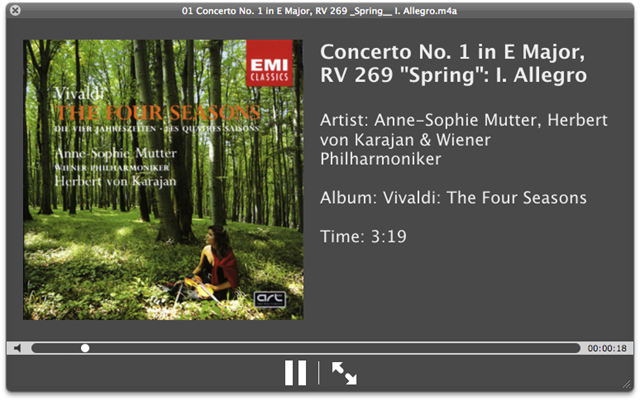 01 Concerto No. 1 in E Major, RV 269 _Spring__ I. Allegro.m4a
EMI
CLASSICS
Vivaldi
THE FOUR SEASONS
DIE VIER JAHRESZEITEN · LES QUATRES SAISONS
Anne-Sophie Mutter
WIENER PHILHARMONIKER
Herbert von Karajan
art
Concerto No. 1 in E Major,
RV 269 "Spring": I. Allegro
Artist: Anne-Sophie Mutter, Herbert
von Karajan & Wiener
Philharmoniker
Album: Vivaldi: The Four Seasons
Time: 3:19
00:00:18